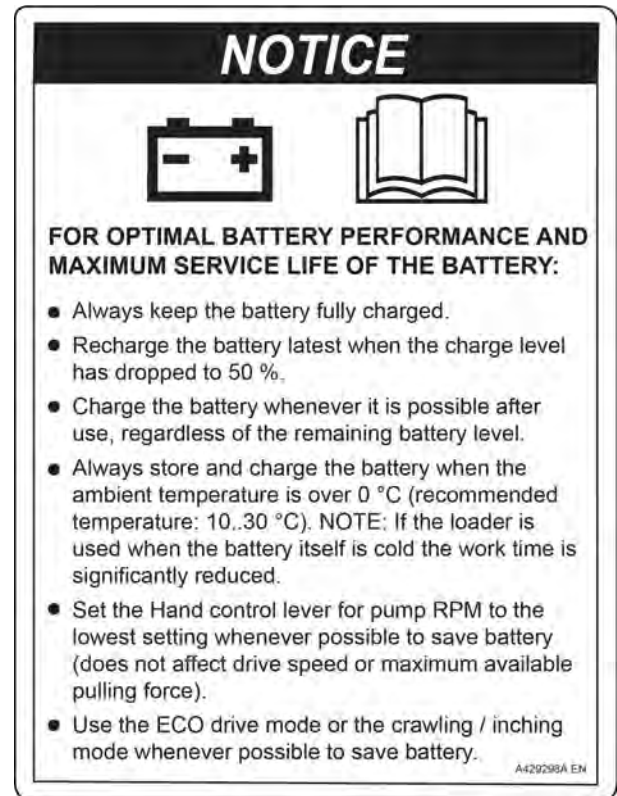 NOTICE
FOR OPTIMAL BATTERY PERFORMANCE AND
MAXIMUM SERVICE LIFE OF THE BATTERY:
● Always keep the battery fully charged.
● Recharge the battery latest when the charge level
has dropped to 50 %.
● Charge the battery whenever it is possible after
use, regardless of the remaining battery level.
● Always store and charge the battery when the
ambient temperature is over 0 °C (recommended
temperature: 10..30 °C). NOTE: If the loader is
used when the battery itself is cold the work time is
significantly reduced.
● Set the Hand control lever for pump RPM to the
lowest setting whenever possible to save battery
(does not affect drive speed or maximum available
pulling force).
● Use the ECO drive mode or the crawling / inching
mode whenever possible to save battery.
A429298A EN